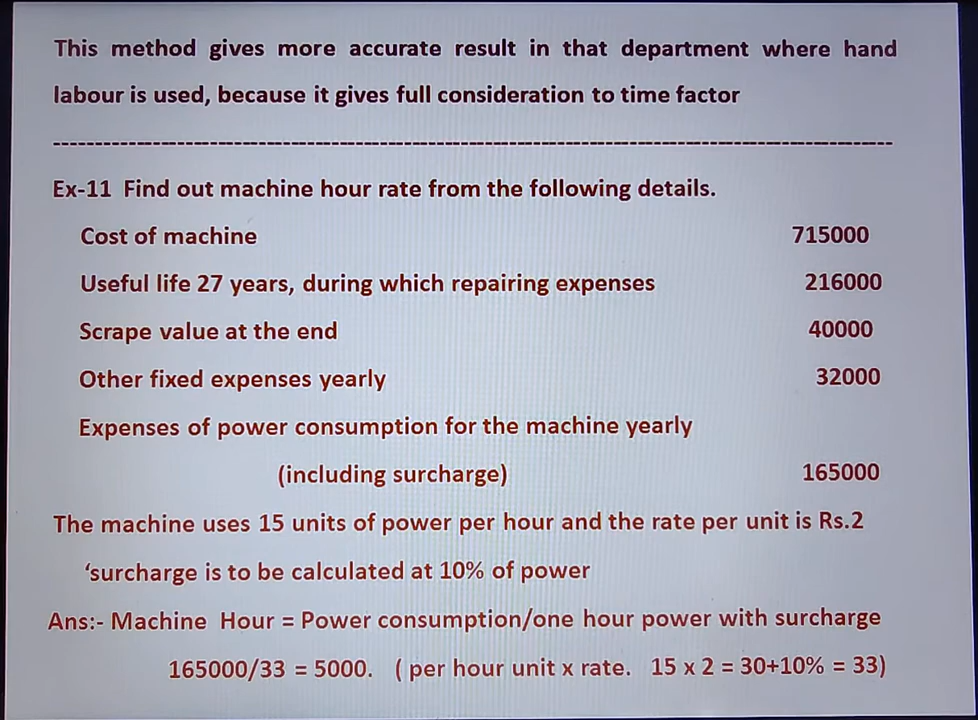 This method gives more accurate result in that department where hand
labour is used, because it gives full consideration to time factor
--------------------------------------------------------------------------------
Ex-11 Find out machine hour rate from the following details.
Cost of machine 715000
Useful life 27 years, during which repairing expenses 216000
Scrape value at the end 40000
Other fixed expenses yearly 32000
Expenses of power consumption for the machine yearly
(including surcharge) 165000
The machine uses 15 units of power per hour and the rate per unit is Rs.2
‘surcharge is to be calculated at 10% of power
Ans:- Machine Hour = Power consumption/one hour power with surcharge
165000/33 = 5000. ( per hour unit x rate. 15 x 2 = 30+10% = 33)